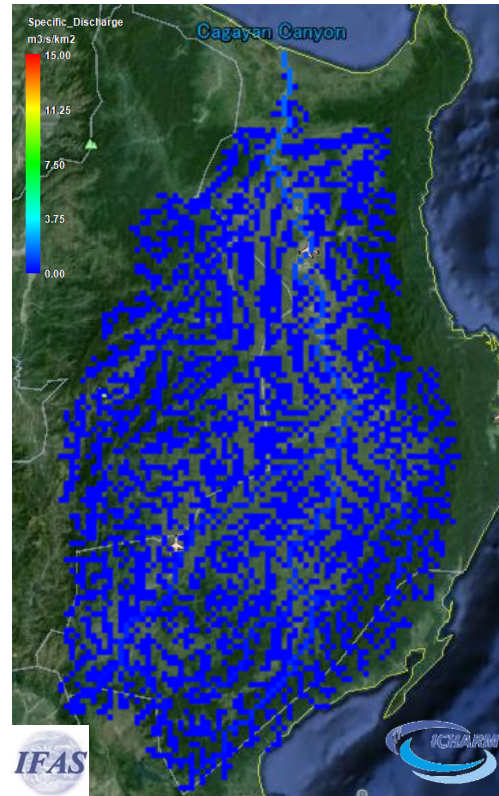 Specific_Discharge
m3/s/km2
Cagayan Canyon
15.00
11.25
7.50
3.75
0.00
IFAS
ICHARM